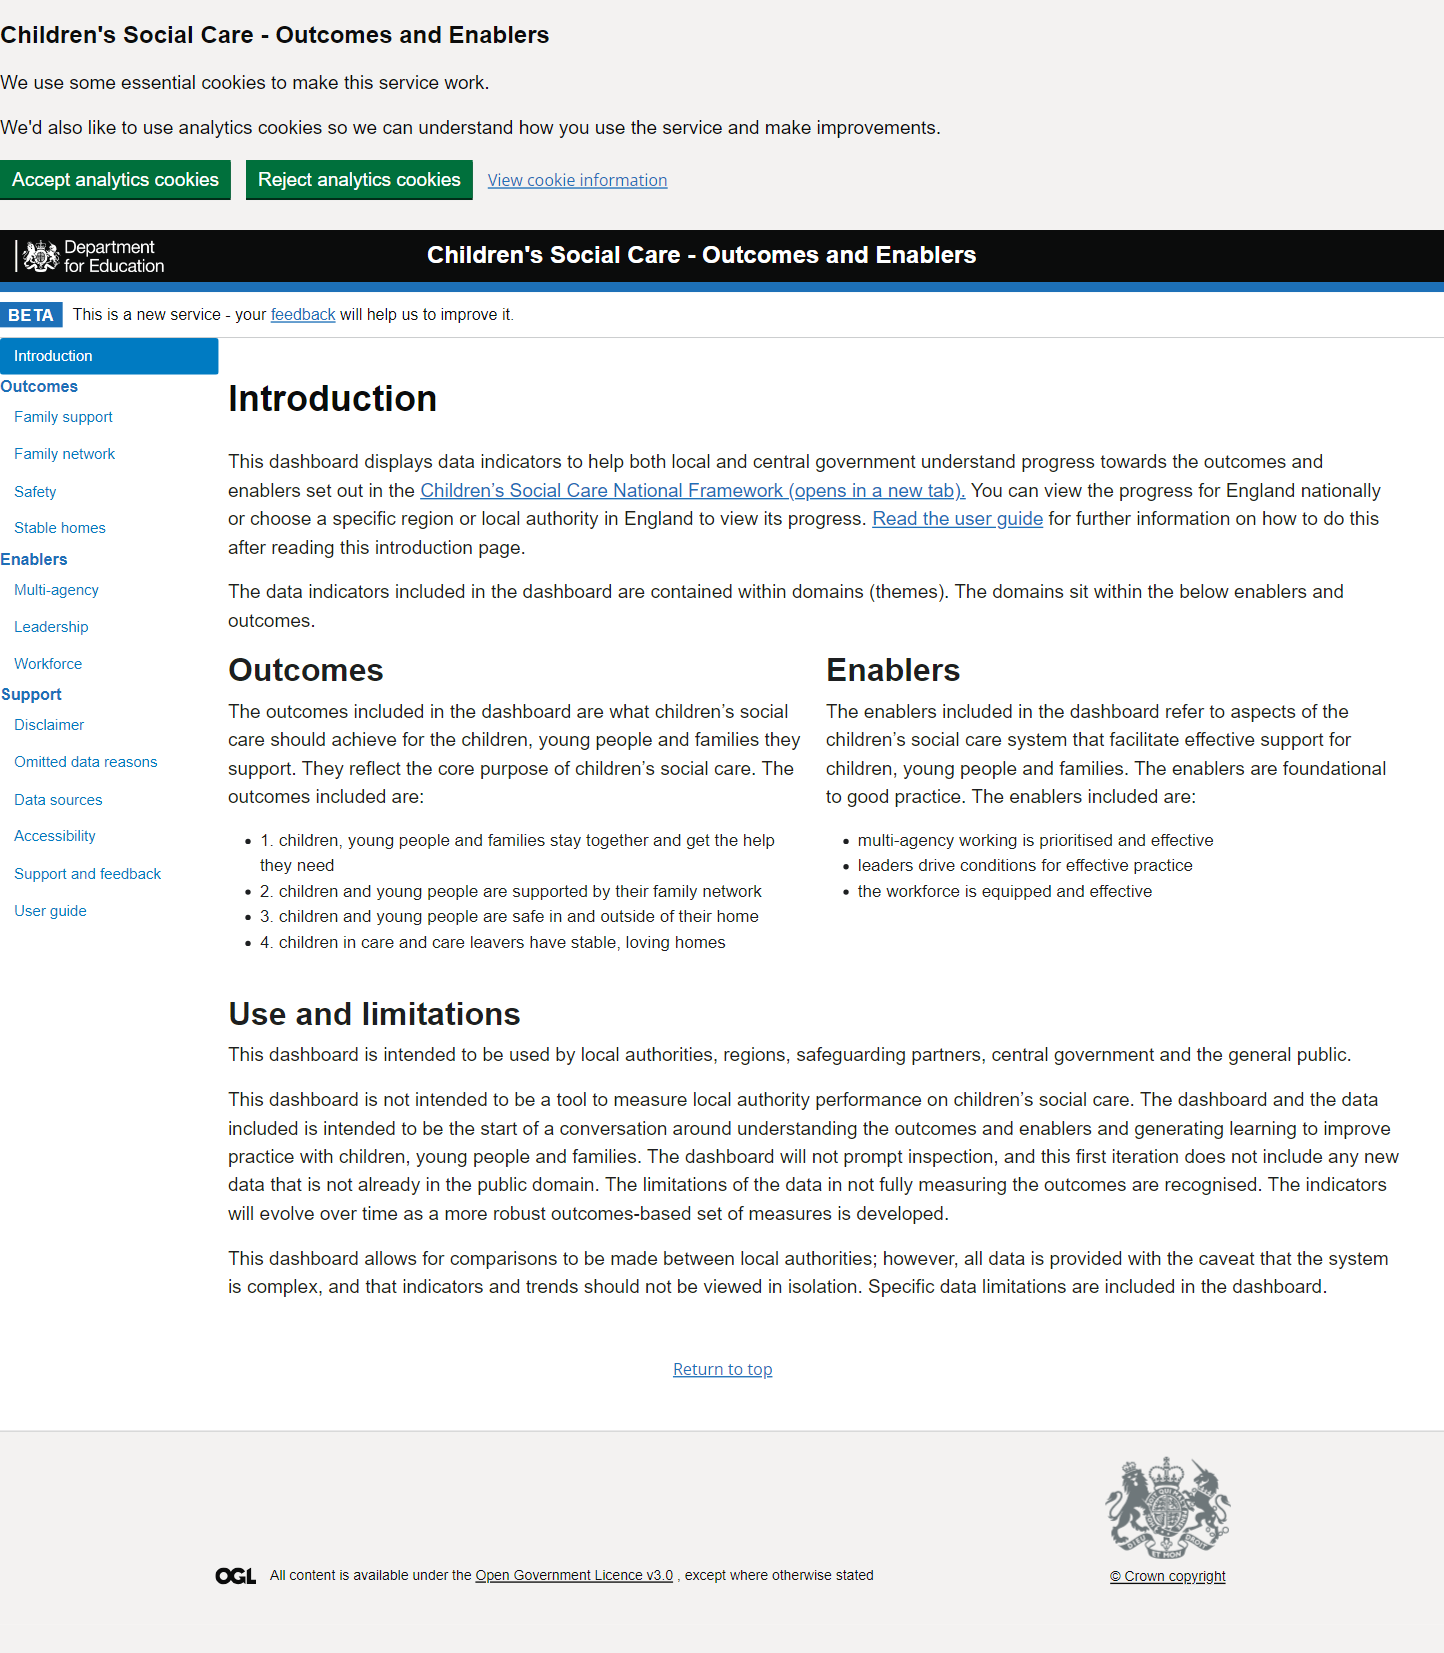 Children's Social Care - Outcomes and Enablers
We use some essential cookies to make this service work.
We'd also like to use analytics cookies so we can understand how you use the service and make improvements.
Accept analytics cookies Reject analytics cookies View cookie information
Department
for Education
Children's Social Care - Outcomes and Enablers
BETA This is a new service - your feedback will help us to improve it.
Introduction
Outcomes
Family support
Family network
Safety
Stable homes
Enablers
Multi-agency
Leadership
Workforce
Support
Disclaimer
Omitted data reasons
Data sources
Accessibility
Support and feedback
User guide
Introduction
This dashboard displays data indicators to help both local and central government understand progress towards the outcomes and
enablers set out in the Children’s Social Care National Framework (opens in a new tab). You can view the progress for England nationally
or choose a specific region or local authority in England to view its progress. Read the user guide for further information on how to do this
after reading this introduction page.
The data indicators included in the dashboard are contained within domains (themes). The domains sit within the below enablers and
outcomes.
Outcomes
The outcomes included in the dashboard are what children’s social
care should achieve for the children, young people and families they
support. They reflect the core purpose of children’s social care. The
outcomes included are:
• 1. children, young people and families stay together and get the help
they need
• 2. children and young people are supported by their family network
• 3. children and young people are safe in and outside of their home
• 4. children in care and care leavers have stable, loving homes
Enablers
The enablers included in the dashboard refer to aspects of the
children’s social care system that facilitate effective support for
children, young people and families. The enablers are foundational
to good practice. The enablers included are:
• multi-agency working is prioritised and effective
• leaders drive conditions for effective practice
• the workforce is equipped and effective
Use and limitations
This dashboard is intended to be used by local authorities, regions, safeguarding partners, central government and the general public.
This dashboard is not intended to be a tool to measure local authority performance on children’s social care. The dashboard and the data
included is intended to be the start of a conversation around understanding the outcomes and enablers and generating learning to improve
practice with children, young people and families. The dashboard will not prompt inspection, and this first iteration does not include any new
data that is not already in the public domain. The limitations of the data in not fully measuring the outcomes are recognised. The indicators
will evolve over time as a more robust outcomes-based set of measures is developed.
This dashboard allows for comparisons to be made between local authorities; however, all data is provided with the caveat that the system
is complex, and that indicators and trends should not be viewed in isolation. Specific data limitations are included in the dashboard.
Return to top
OGL All content is available under the Open Government Licence v3.0 , except where otherwise stated
© Crown copyright